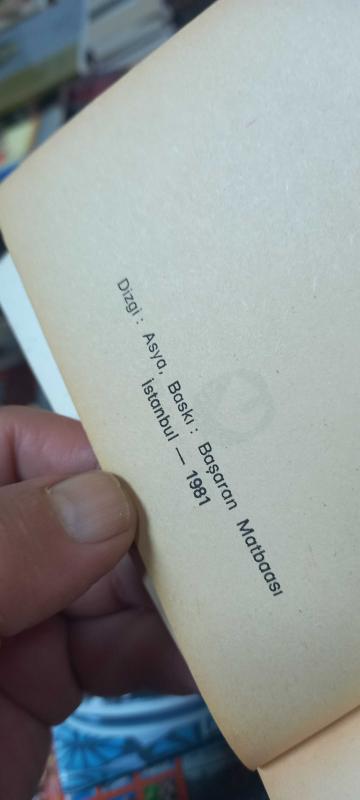 Dizgi : Asya, Baskı : Başaran Matbaası
İstanbul — 1981